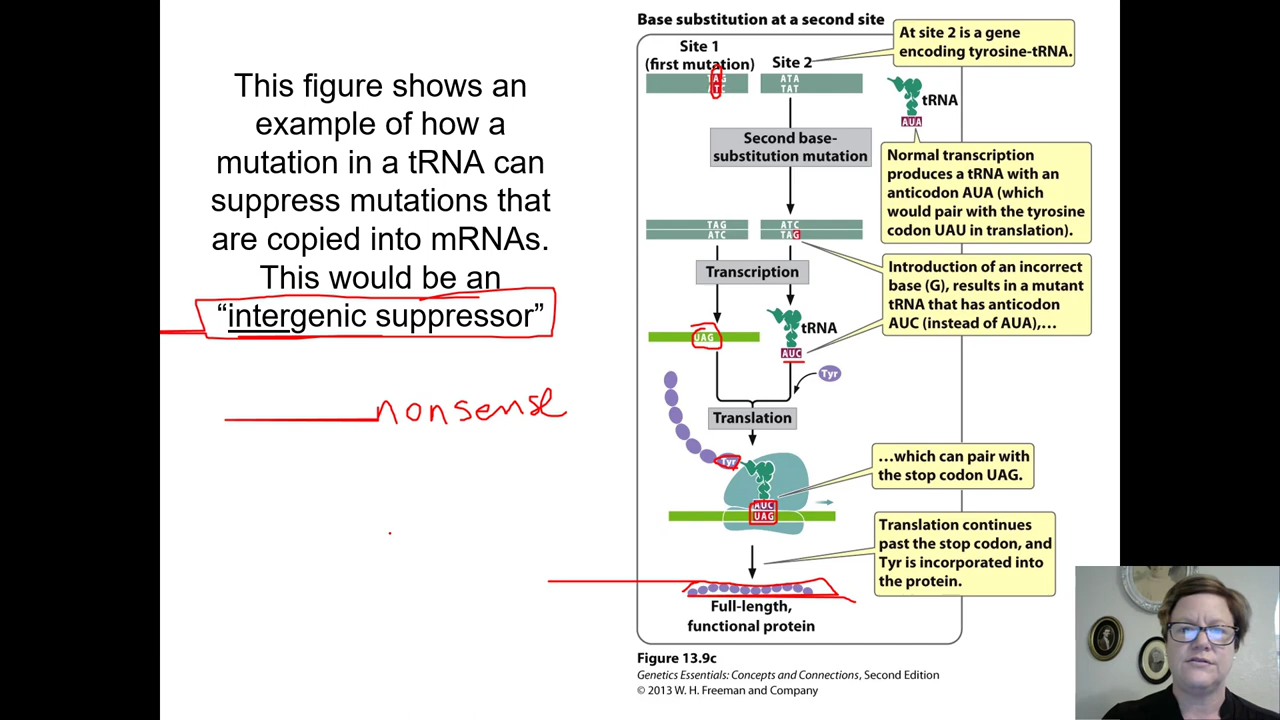 This figure shows an
example of how a
mutation in a tRNA can
suppress mutations that
are copied into mRNAs.
This would be an
“intergenic suppressor”
nonsense
Base substitution at a second site
Site 1
(first mutation)
Site 2
At site 2 is a gene
encoding tyrosine-tRNA.
TAG
ATC
ATA
TAT
tRNA
AUA
Second base-
substitution mutation
Normal transcription
produces a tRNA with an
anticodon AUA (which
would pair with the tyrosine
codon UAU in translation).
TAG
ATC
ATC
TAG
Transcription
Introduction of an incorrect
base (G), results in a mutant
tRNA that has anticodon
AUC (instead of AUA),…
UAG
tRNA
AUC
Tyr
Translation
Tyr
AUC
UAG
…which can pair with
the stop codon UAG.
Translation continues
past the stop codon, and
Tyr is incorporated into
the protein.
Full-length,
functional protein
Figure 13.9c
Genetics Essentials: Concepts and Connections, Second Edition
© 2013 W. H. Freeman and Company